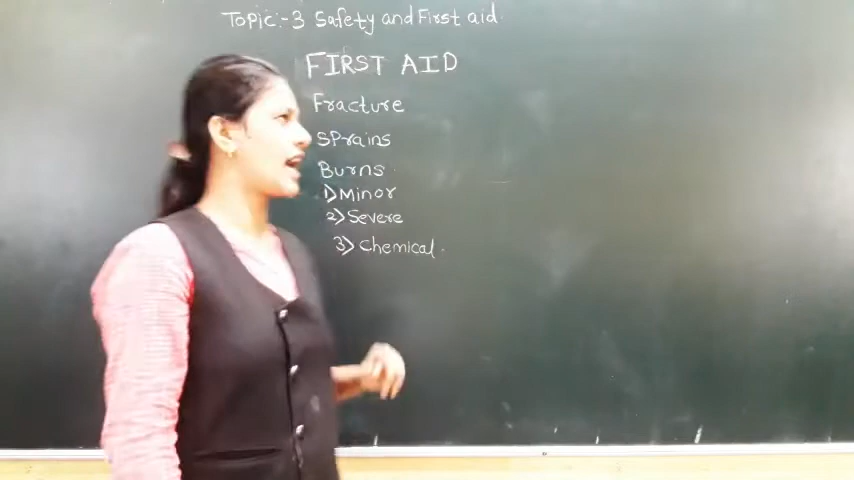 Topic:-3 Safety and First aid.
FIRST AID
Fracture
SPrains
Burns.
1) Minor
2) Severe
3) Chemical.